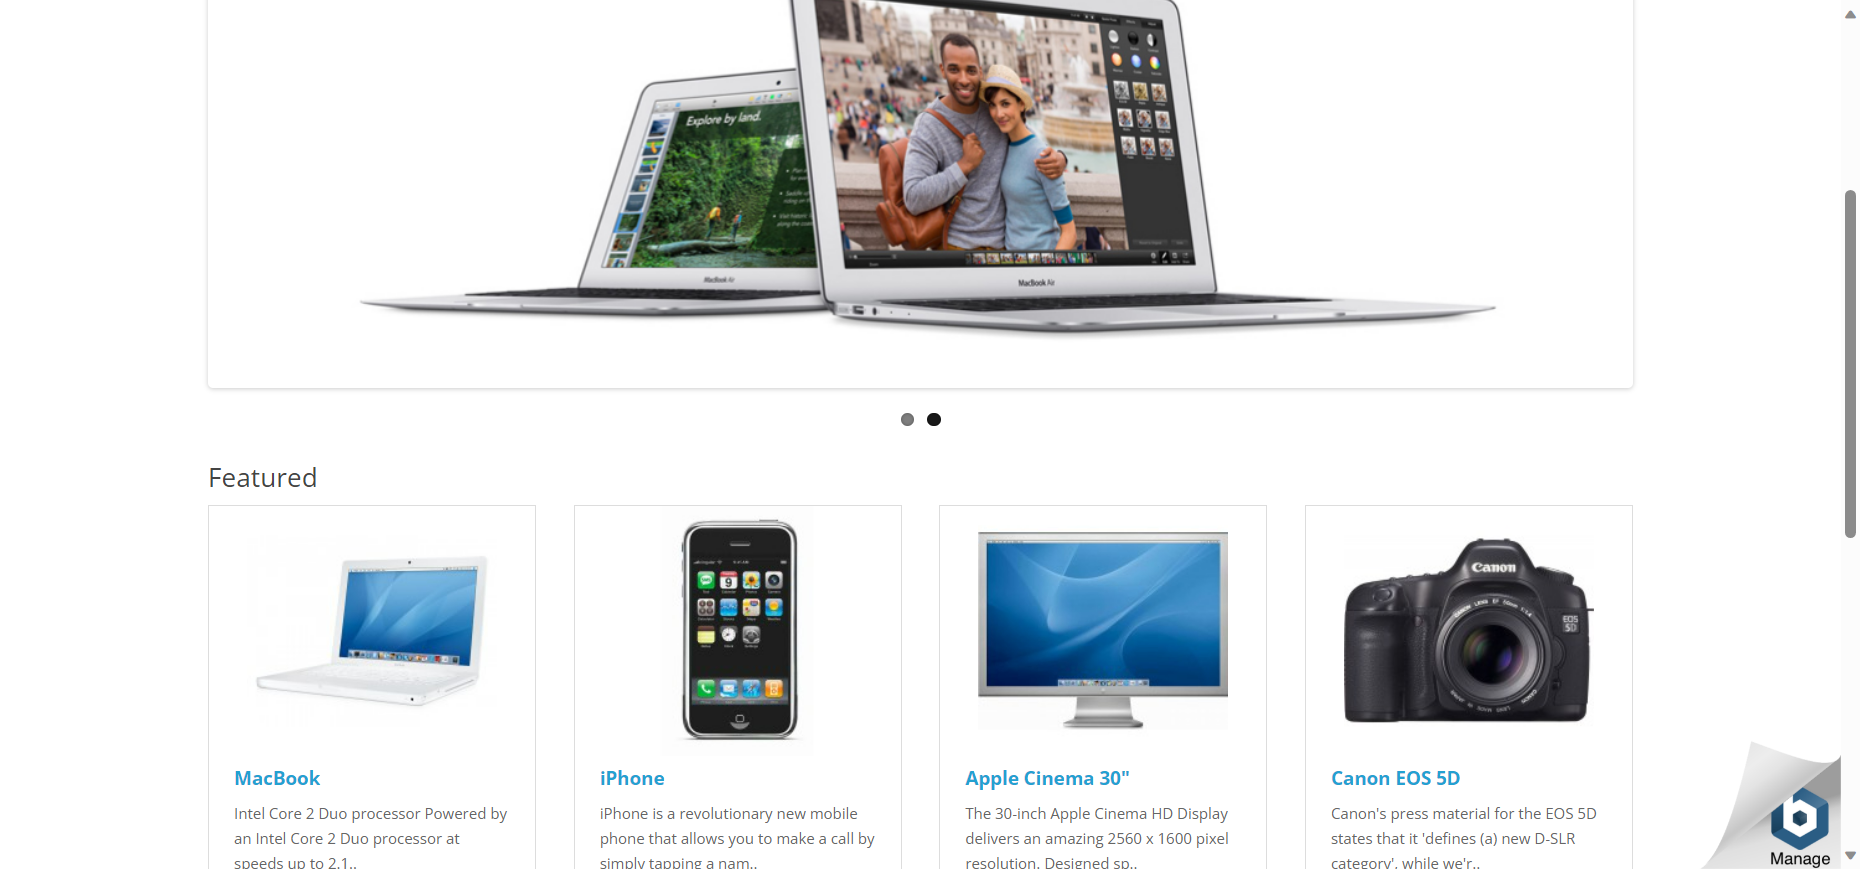 Explore by land.
MacBook Air
MacBook Air
Featured
Canon
EOS
5D
MacBook
iPhone
Apple Cinema 30"
Canon EOS 5D
Intel Core 2 Duo processor Powered by
an Intel Core 2 Duo processor at
speeds up to 2.1..
iPhone is a revolutionary new mobile
phone that allows you to make a call by
simply tapping a nam..
The 30-inch Apple Cinema HD Display
delivers an amazing 2560 x 1600 pixel
resolution. Designed sp..
Canon's press material for the EOS 5D
states that it 'defines (a) new D-SLR
category', while we'r..
Manage